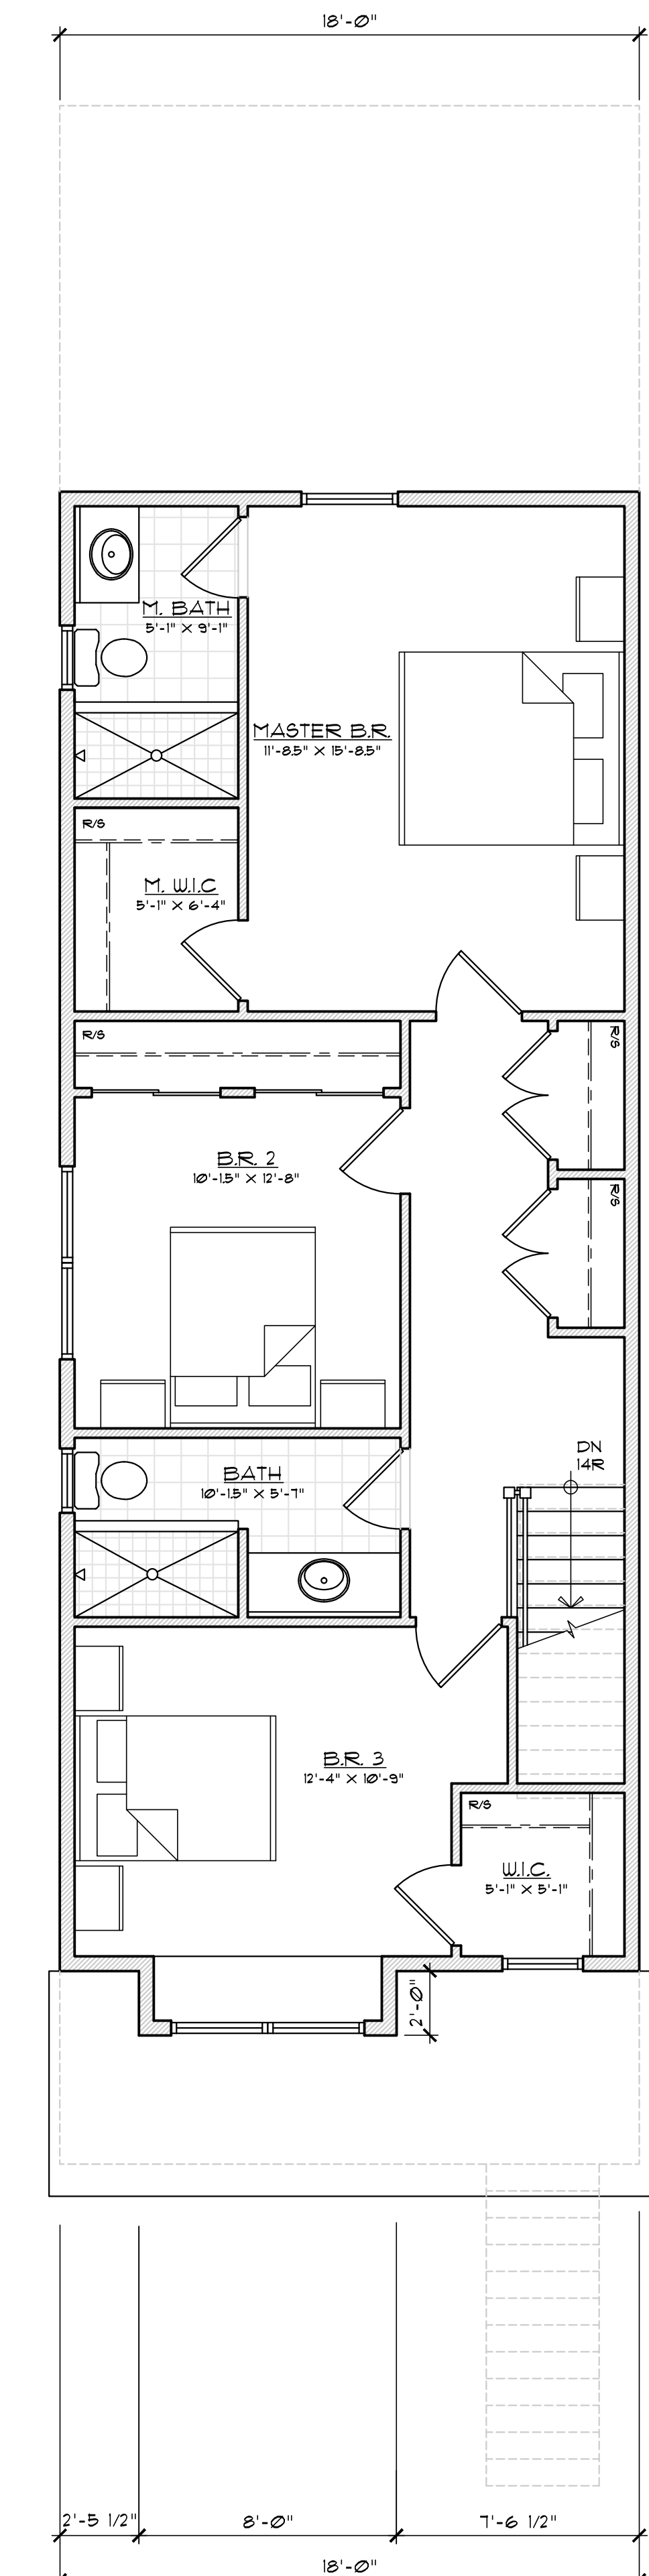 18'-0"
M. BATH
5'-1" X 9'-1"
MASTER B.R.
11'-8.5" X 15'-8.5"
R/S
M. W.I.C
5'-1" X 6'-4"
R/S
R/S
B.R. 2
10'-1.5" X 12'-8"
R/S
DN
14R
BATH
10'-1.5" X 5'-7"
B.R. 3
12'-4" X 10'-9"
R/S
W.I.C.
5'-1" X 5'-1"
2'-0"
2'-5 1/2"
8'-0"
7'-6 1/2"
18'-0"